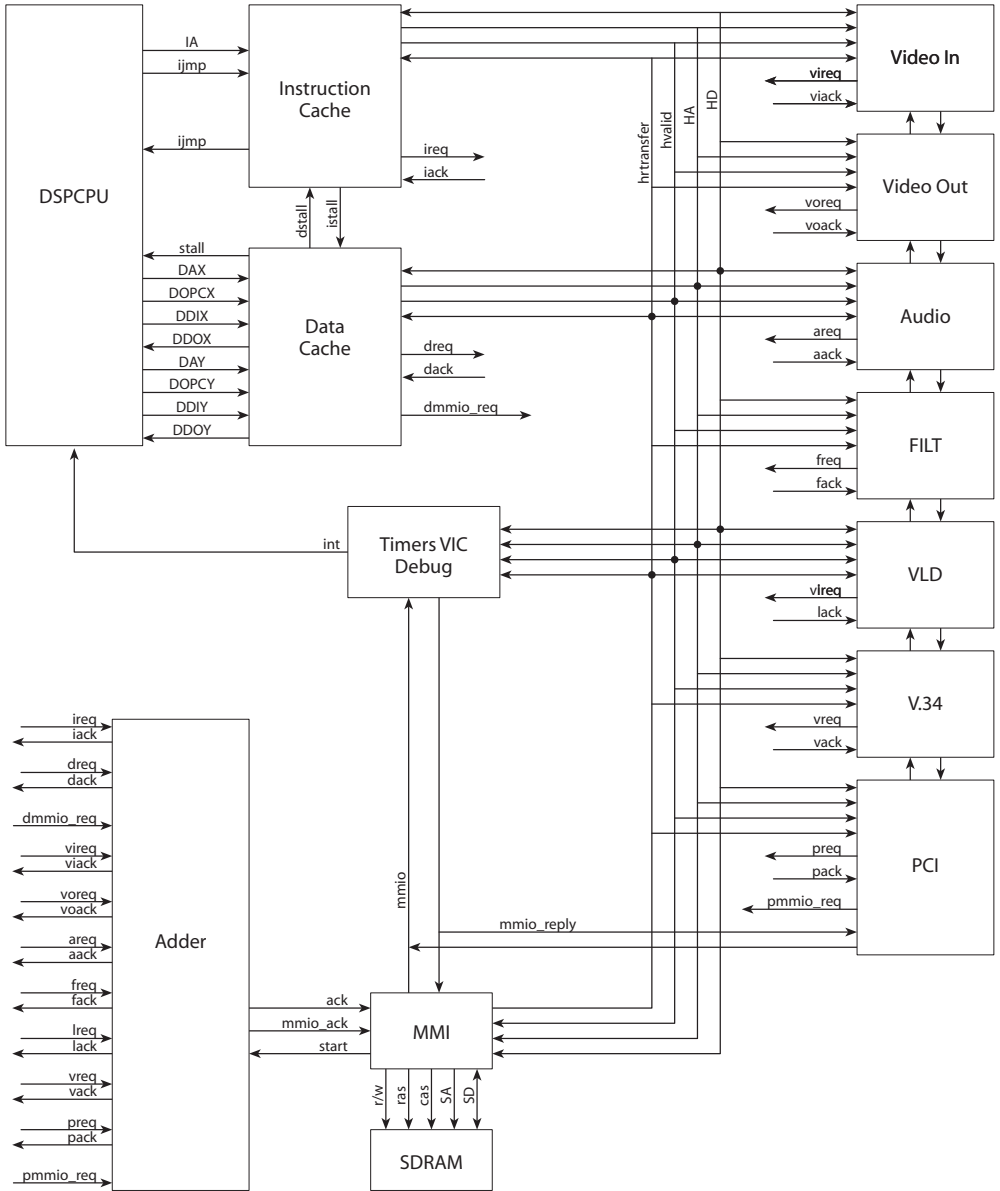 IA
ijmp
ijmp
DSPCPU
Instruction
Cache
ireq
iack
dstall
istall
stall
DAX
DOPCX
DDIX
DDOX
DAY
DOPCY
DDIY
DDOY
Data
Cache
dreq
dack
dmmio_req
hrtransfer
hvalid
HA
HD
Video In
vireq
viack
Video Out
voreq
voack
Audio
areq
aack
FILT
freq
fack
int
Timers VIC
Debug
VLD
vlreq
lack
V.34
vreq
vack
PCI
preq
pack
pmmio_req
mmio
mmio_reply
ireq
iack
dreq
dack
dmmio_req
vireq
viack
voreq
voack
areq
aack
freq
fack
lreq
lack
vreq
vack
preq
pack
pmmio_req
Adder
ack
mmio_ack
start
MMI
r/w
ras
cas
SA
SD
SDRAM